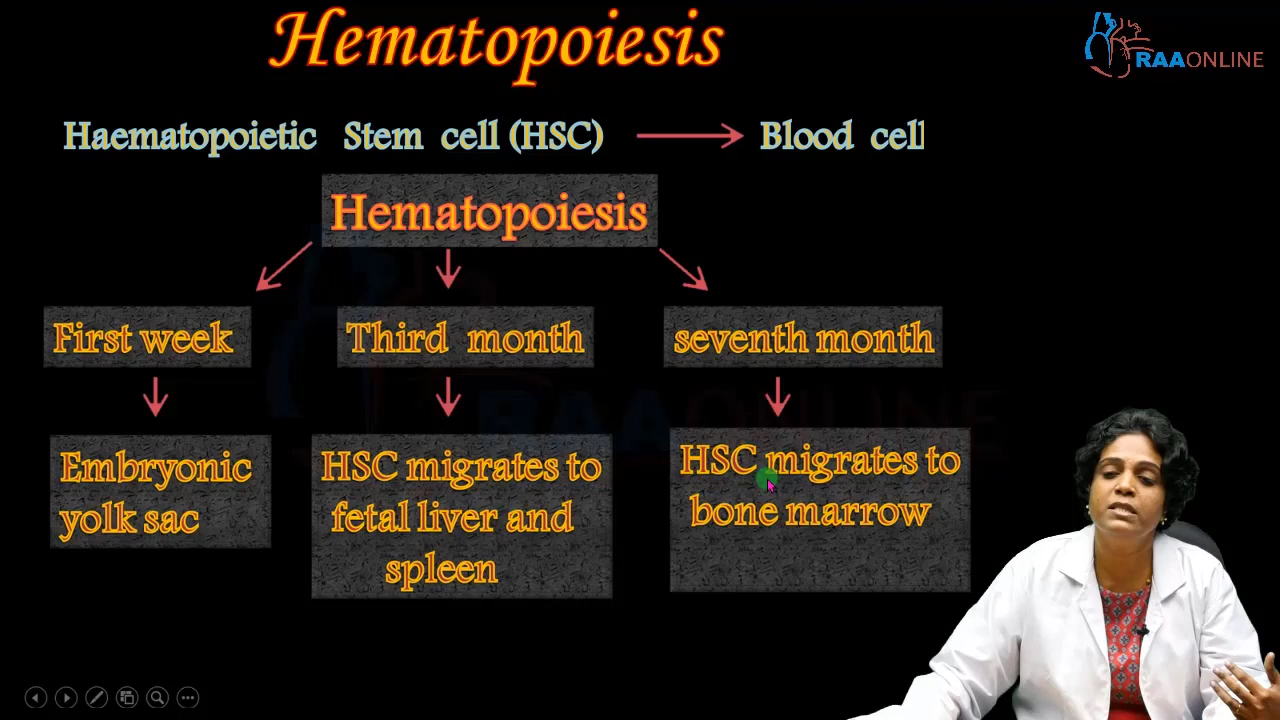 Hematopoiesis
RAAONLINE
Haematopoietic Stem cell (HSC) Blood cell
Hematopoiesis
First week
Third month
seventh month
Embryonic
yolk sac
HSC migrates to
fetal liver and
spleen
HSC migrates to
bone marrow
RAAONLINE